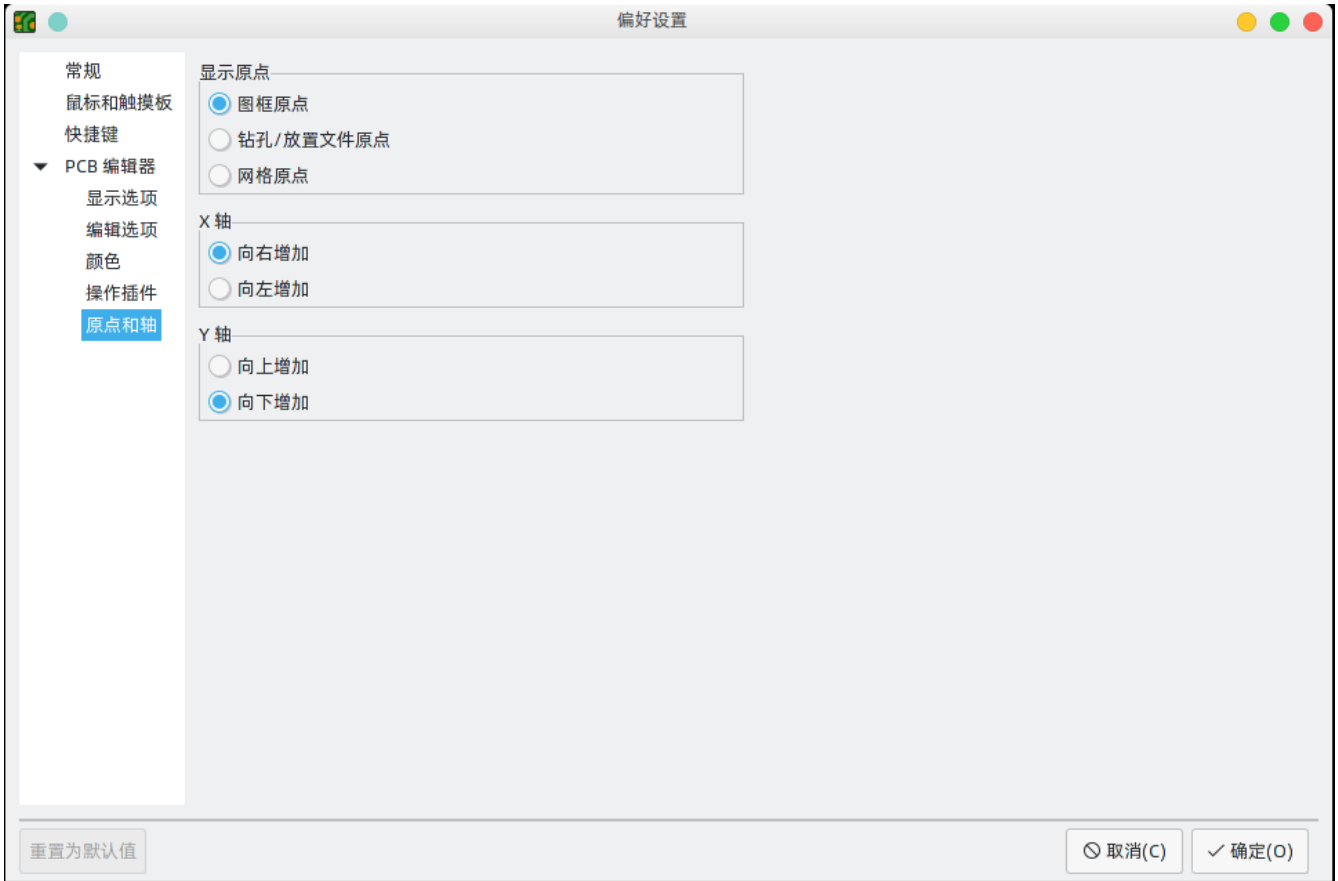 偏好设置
常规
鼠标和触摸板
快捷键
PCB 编辑器
显示选项
编辑选项
颜色
操作插件
原点和轴
显示原点
图框原点
钻孔/放置文件原点
网格原点
X 轴
向右增加
向左增加
Y 轴
向上增加
向下增加
重置为默认值
取消(C)
确定(O)